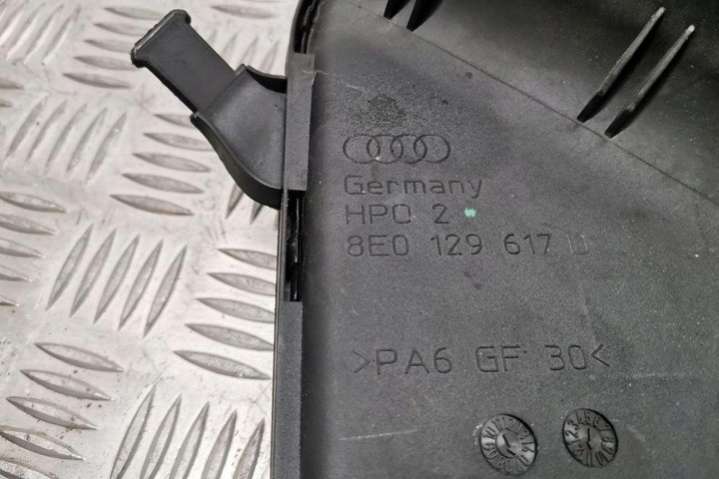 Germany
HPO 2
8E0 129 617
>PA6 GF 30<